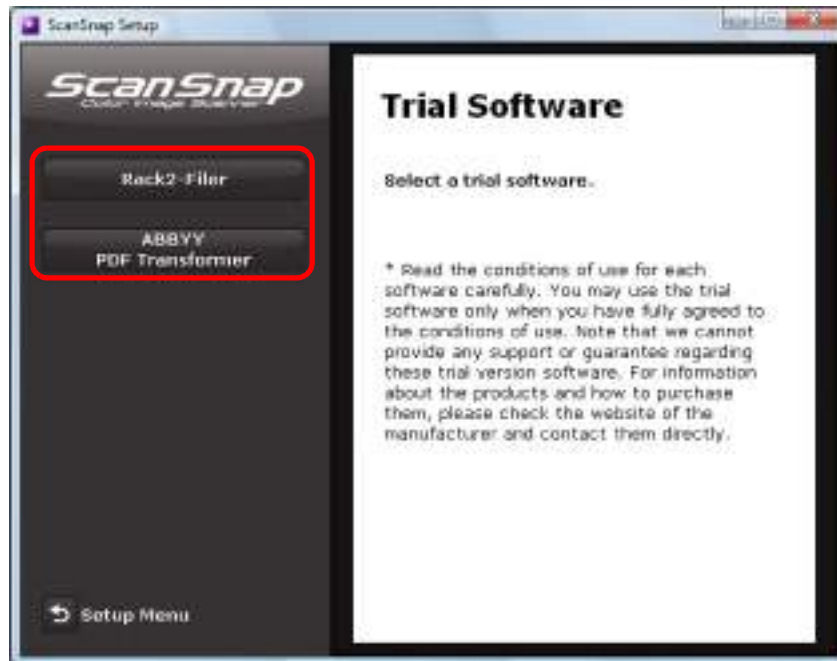 ScanSnap Setup
ScanSnap
Color Image Scanner
Rack2-Filer
ABBYY
PDF Transformer
Setup Menu
Trial Software
Select a trial software.
* Read the conditions of use for each
software carefully. You may use the trial
software only when you have fully agreed to
the conditions of use. Note that we cannot
provide any support or guarantee regarding
these trial version software. For information
about the products and how to purchase
them, please check the website of the
manufacturer and contact them directly.